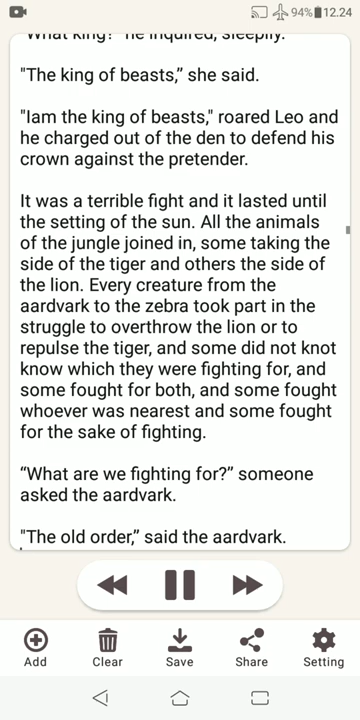 94% 12.24
"What king?" he inquired, sleepily.
"The king of beasts,” she said.
"Iam the king of beasts," roared Leo and
he charged out of the den to defend his
crown against the pretender.
It was a terrible fight and it lasted until
the setting of the sun. All the animals
of the jungle joined in, some taking the
side of the tiger and others the side of
the lion. Every creature from the
aardvark to the zebra took part in the
struggle to overthrow the lion or to
repulse the tiger, and some did not knot
know which they were fighting for, and
some fought for both, and some fought
whoever was nearest and some fought
for the sake of fighting.
“What are we fighting for?” someone
asked the aardvark.
"The old order,” said the aardvark.
Add Clear Save Share Setting